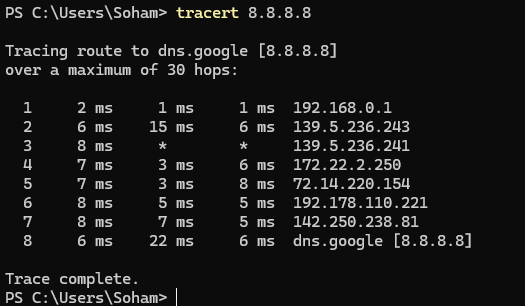 PS C:\Users\Soham> tracert 8.8.8.8
Tracing route to dns.google [8.8.8.8]
over a maximum of 30 hops:
1 2 ms 1 ms 1 ms 192.168.0.1
2 6 ms 15 ms 6 ms 139.5.236.243
3 8 ms * * 139.5.236.241
4 7 ms 3 ms 6 ms 172.22.2.250
5 7 ms 3 ms 8 ms 72.14.220.154
6 8 ms 5 ms 5 ms 192.178.110.221
7 8 ms 7 ms 5 ms 142.250.238.81
8 6 ms 22 ms 6 ms dns.google [8.8.8.8]
Trace complete.
PS C:\Users\Soham>